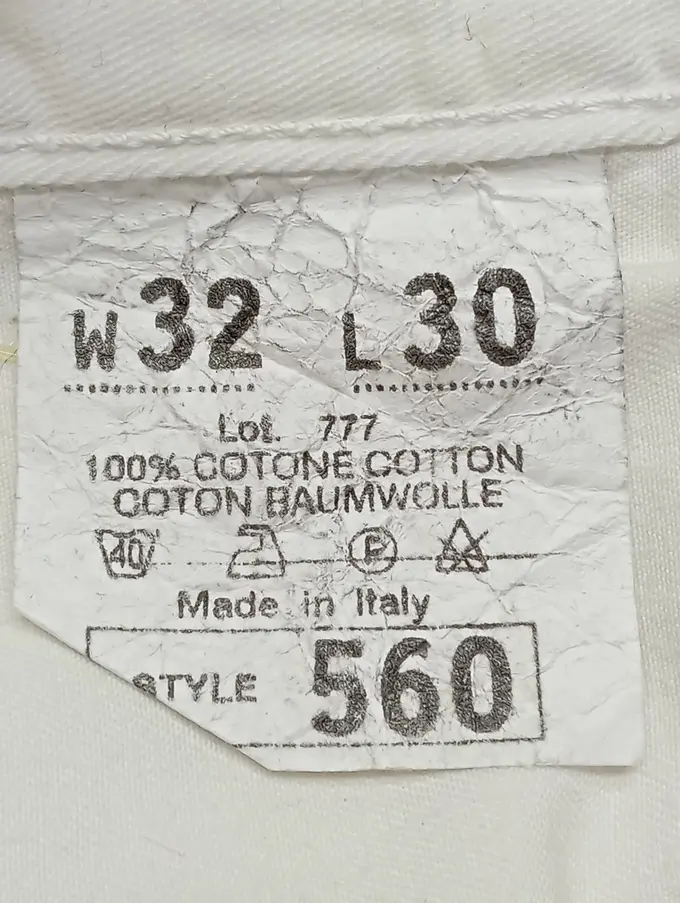 W 32 L 30
Lot. 777
100% COTONE COTTON
COTON BAUMWOLLE
40 P
Made in Italy
STYLE 560